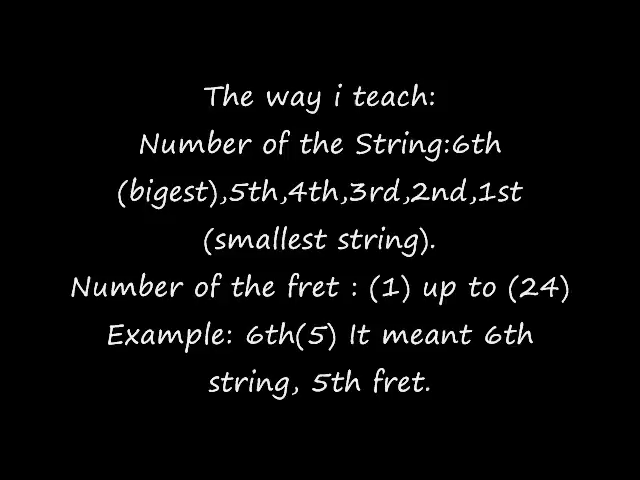 The way i teach:
Number of the String:6th
(bigest),5th,4th,3rd,2nd,1st
(smallest string).
Number of the fret : (1) up to (24)
Example: 6th(5) It meant 6th
string, 5th fret.